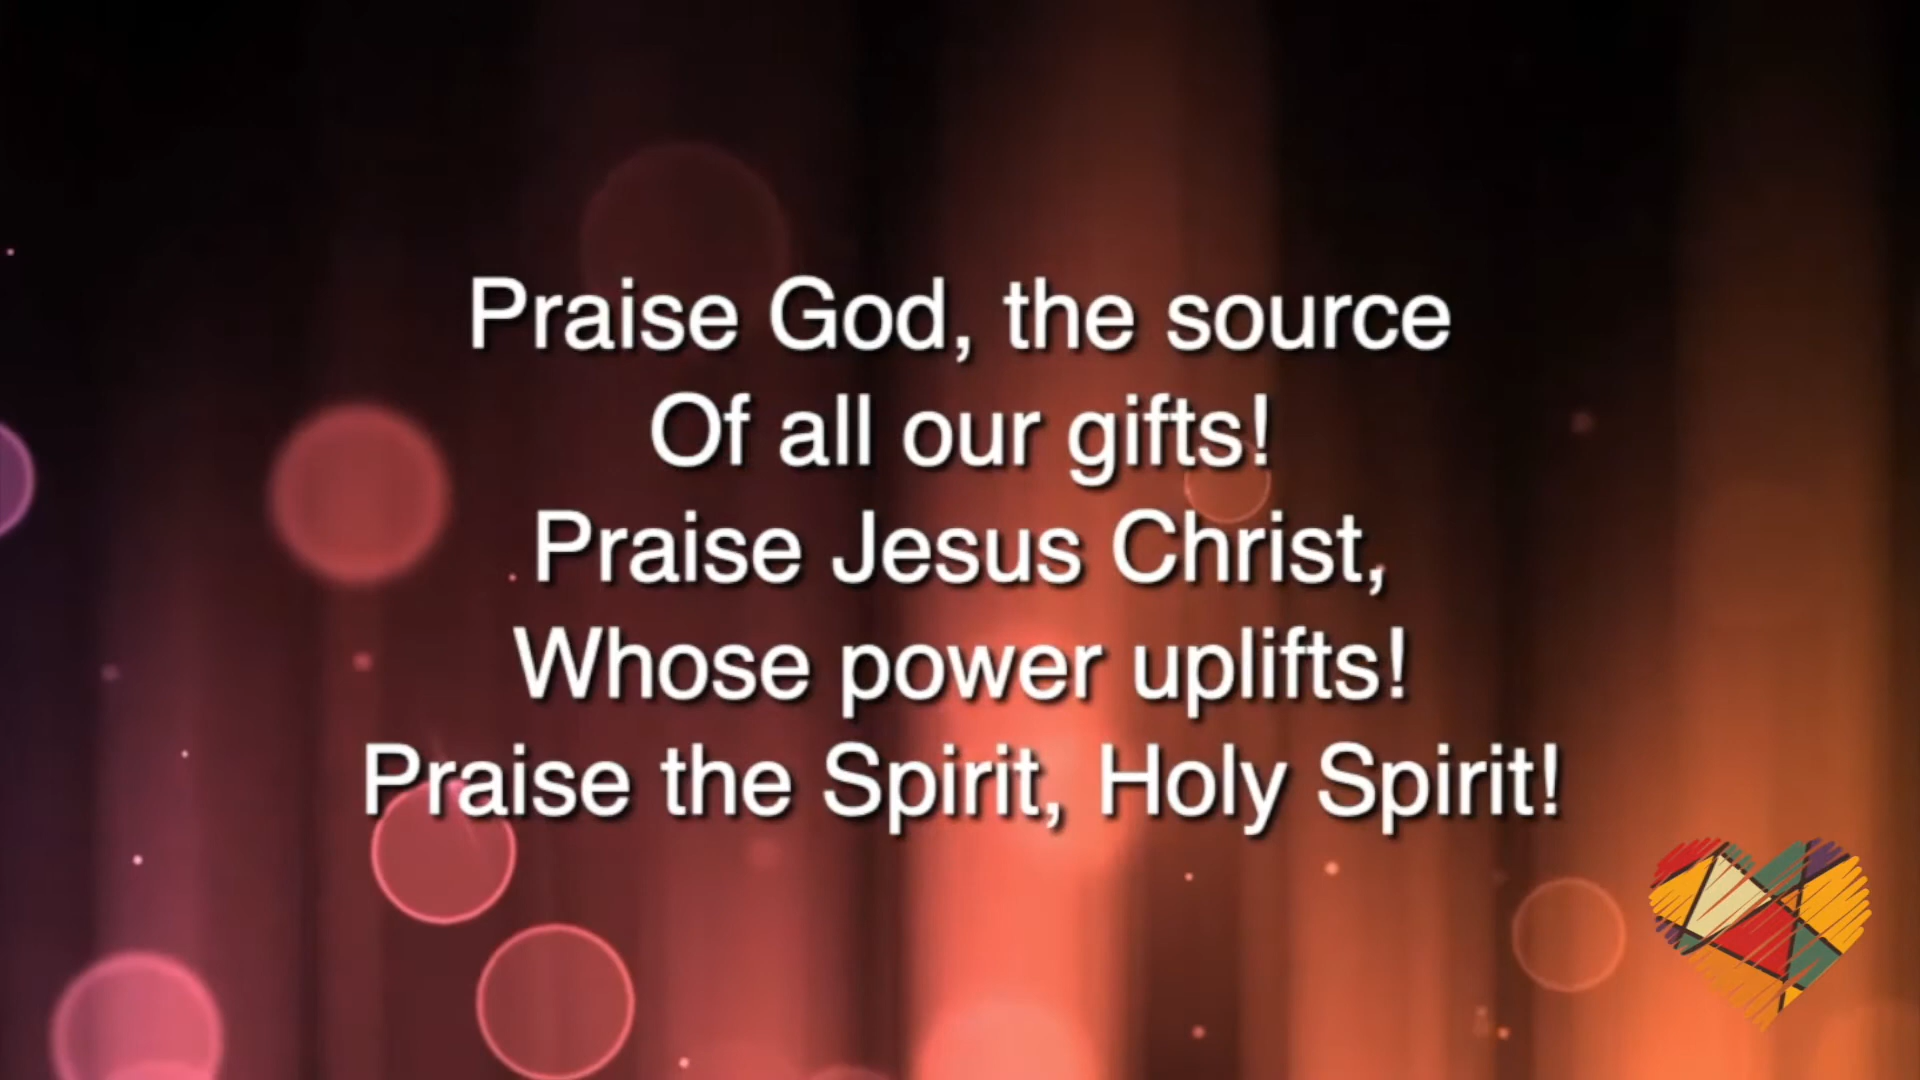 Praise God, the source
Of all our gifts!
Praise Jesus Christ,
Whose power uplifts!
Praise the Spirit, Holy Spirit!